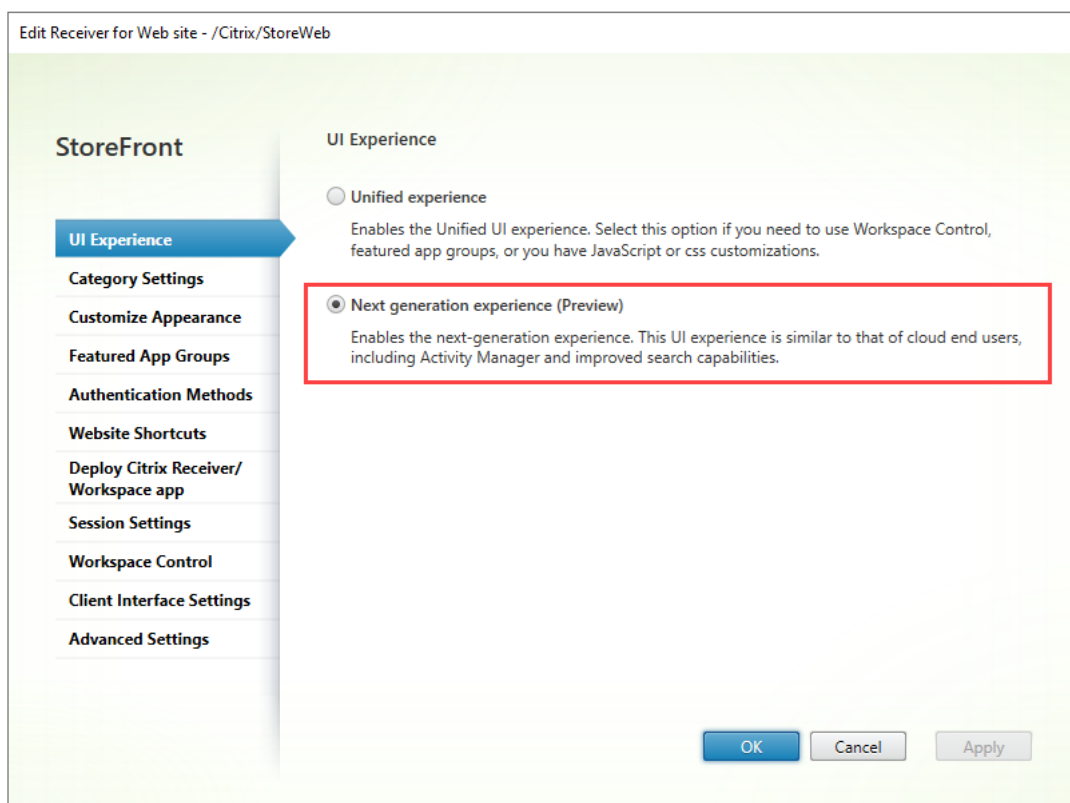 Edit Receiver for Web site - /Citrix/StoreWeb
StoreFront
UI Experience
Category Settings
Customize Appearance
Featured App Groups
Authentication Methods
Website Shortcuts
Deploy Citrix Receiver/
Workspace app
Session Settings
Workspace Control
Client Interface Settings
Advanced Settings
UI Experience
Unified experience
Enables the Unified UI experience. Select this option if you need to use Workspace Control,
featured app groups, or you have JavaScript or css customizations.
Next generation experience (Preview)
Enables the next-generation experience. This UI experience is similar to that of cloud end users,
including Activity Manager and improved search capabilities.
OK
Cancel
Apply